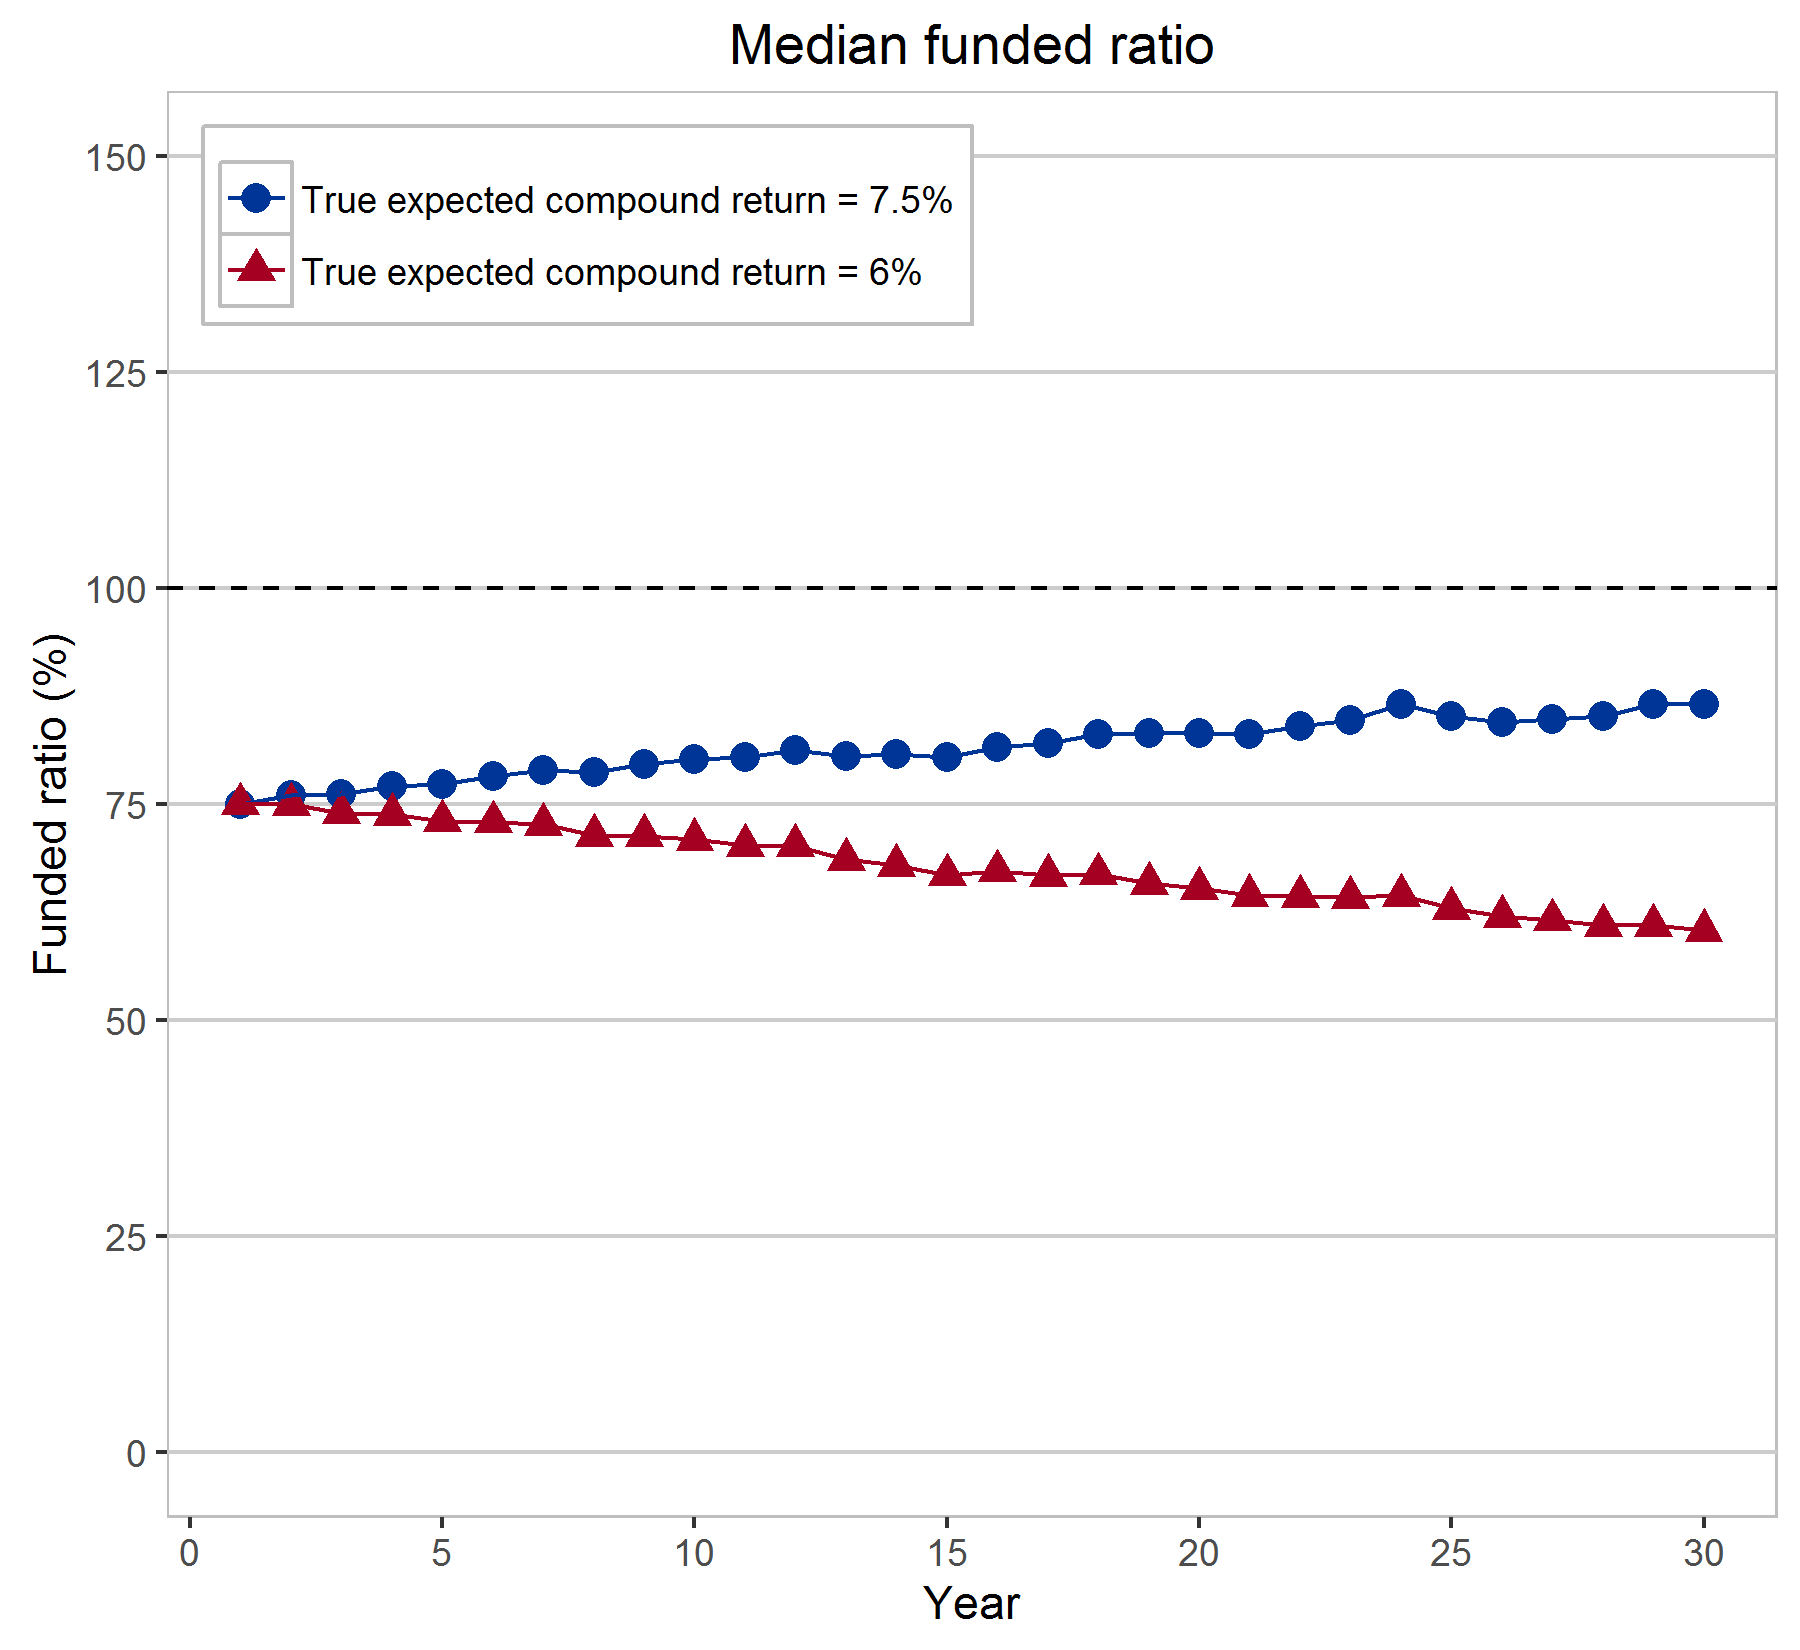 Median funded ratio
True expected compound return = 7.5%
True expected compound return = 6%
150
125
100
75
50
25
0
Funded ratio (%)
0 5 10 15 20 25 30
Year